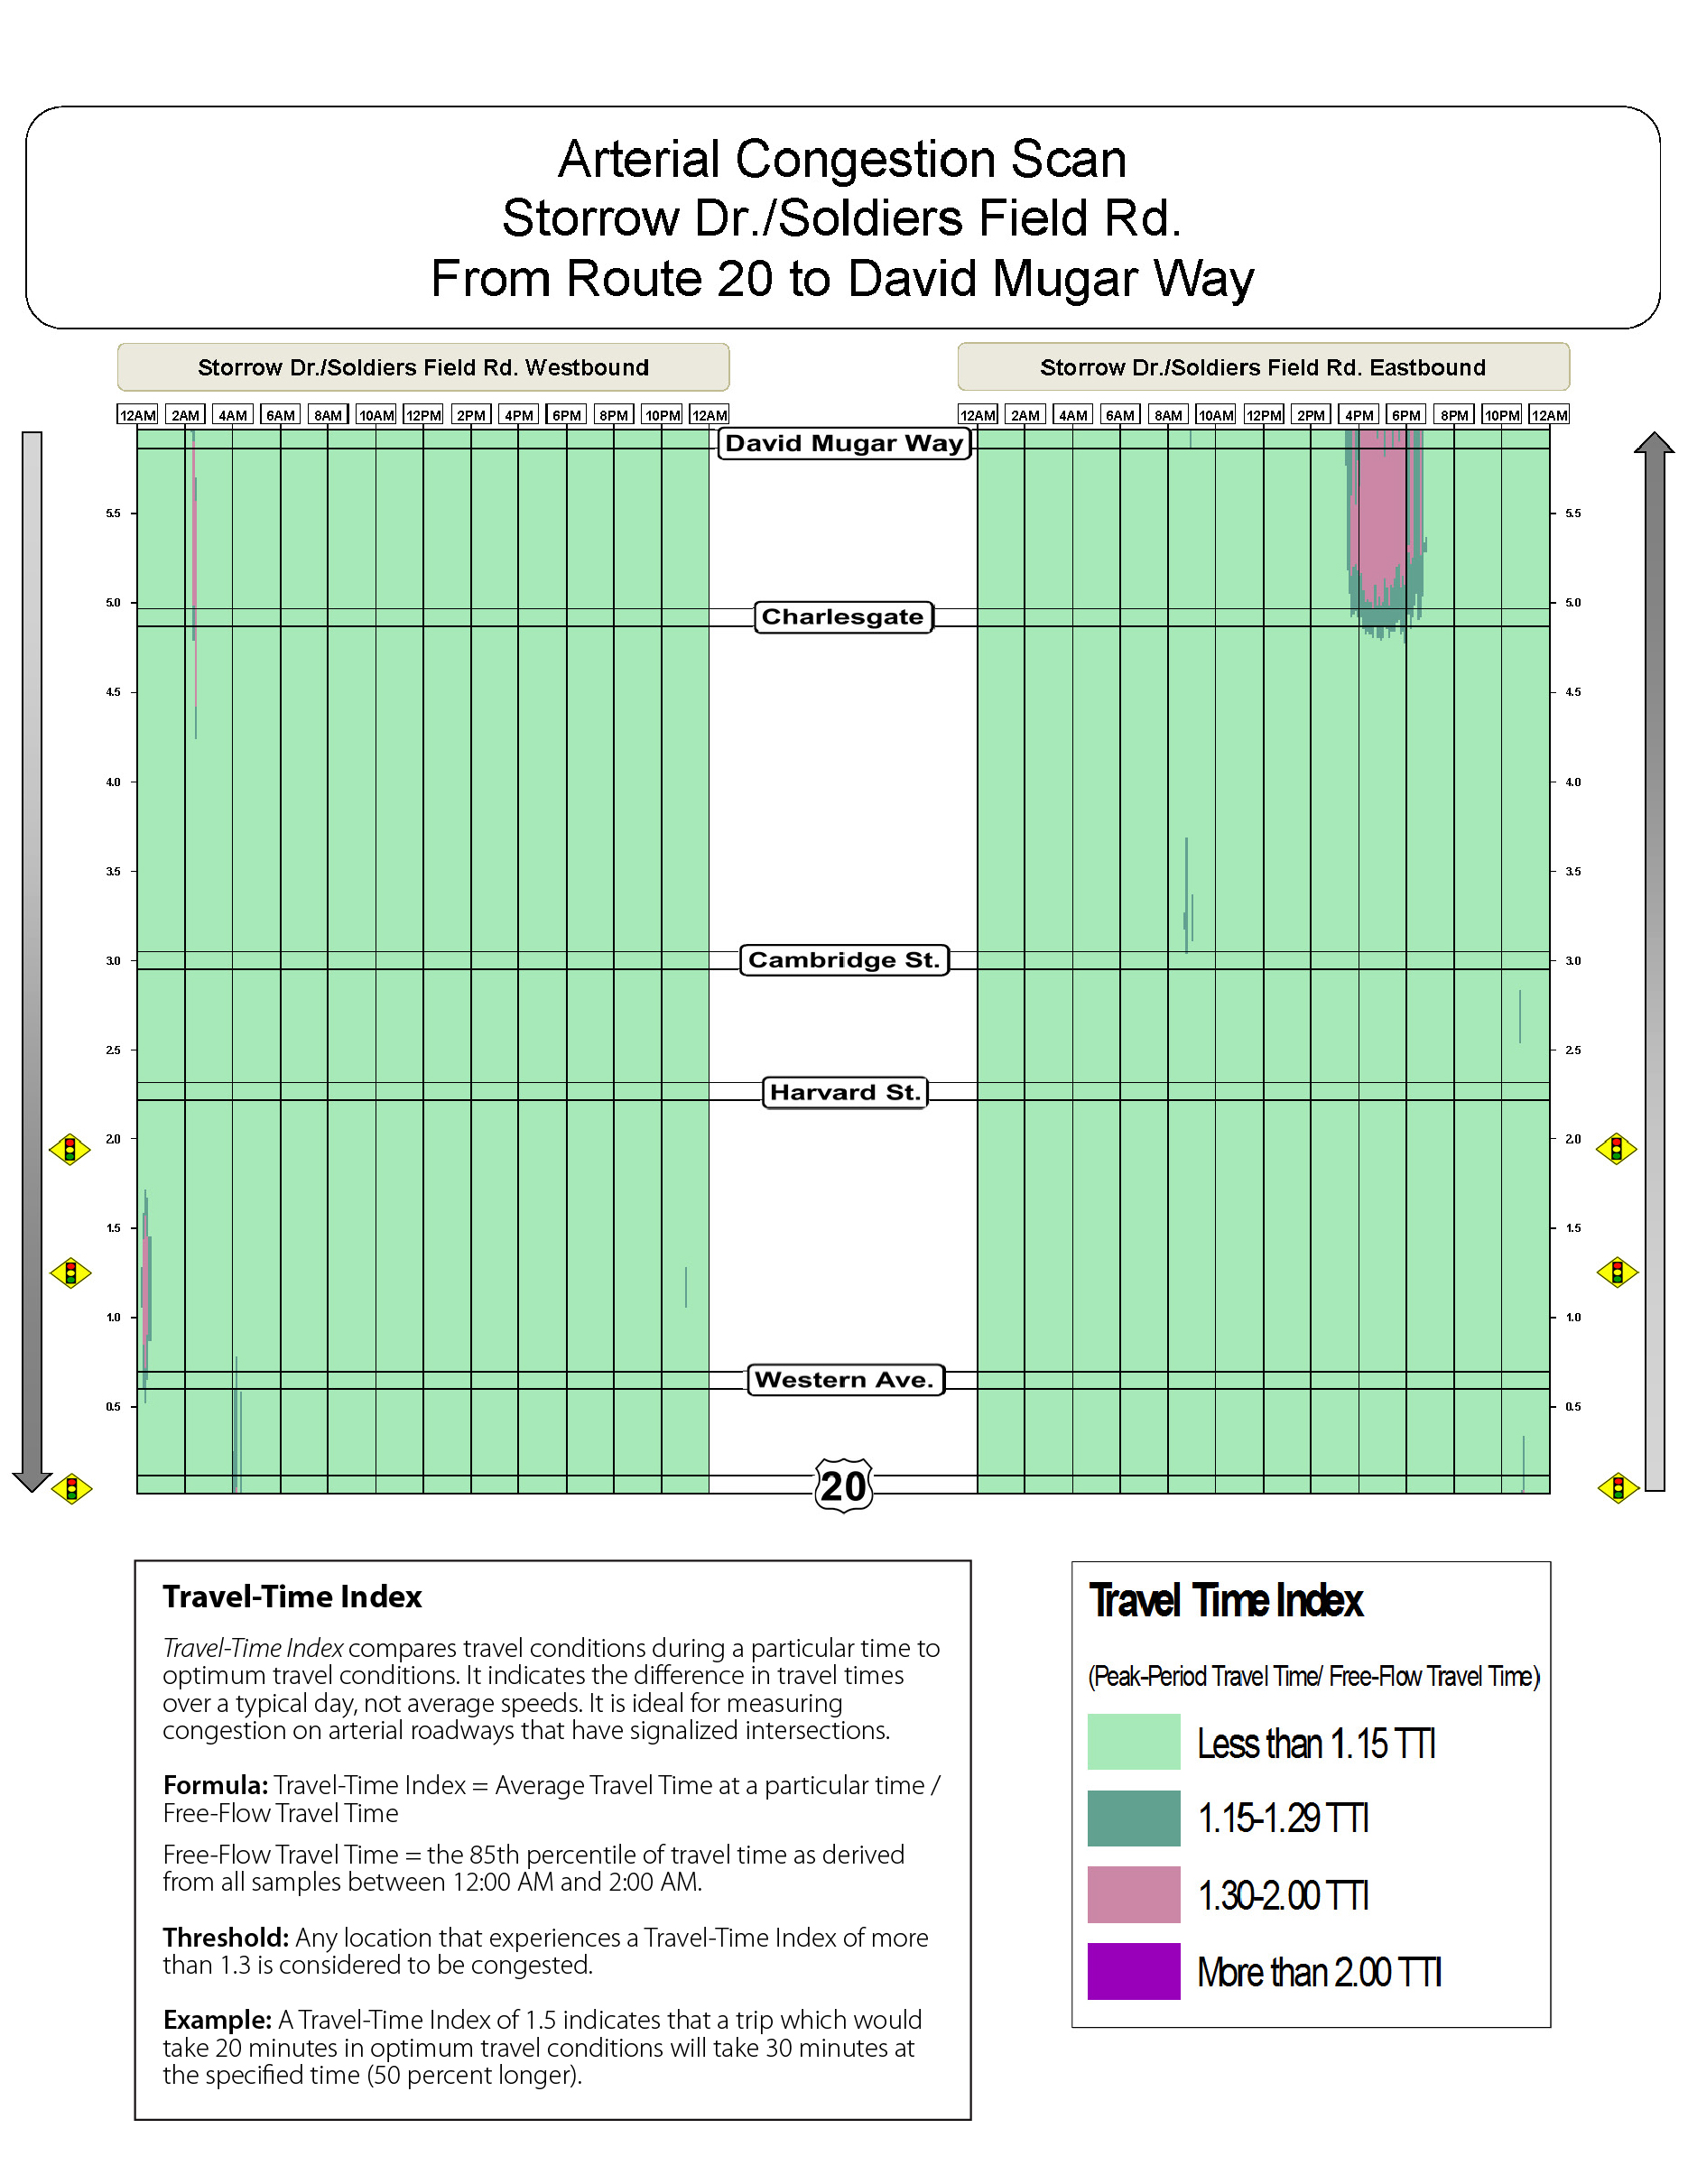 Arterial Congestion Scan
Storrow Dr./Soldiers Field Rd.
From Route 20 to David Mugar Way
Storrow Dr./Soldiers Field Rd. Westbound
Storrow Dr./Soldiers Field Rd. Eastbound
12AM 2AM 4AM 6AM 8AM 10AM 12PM 2PM 4PM 6PM 8PM 10PM 12AM
12AM 2AM 4AM 6AM 8AM 10AM 12PM 2PM 4PM 6PM 8PM 10PM 12AM
David Mugar Way
5.5 5.5
5.0 5.0
Charlesgate
4.5 4.5
4.0 4.0
3.5 3.5
3.0 Cambridge St. 3.0
2.5 2.5
Harvard St.
2.0 2.0
1.5 1.5
1.0 1.0
Western Ave.
0.5 0.5
20
Travel-Time Index
Travel-Time Index compares travel conditions during a particular time to
optimum travel conditions. It indicates the difference in travel times
over a typical day, not average speeds. It is ideal for measuring
congestion on arterial roadways that have signalized intersections.
Formula: Travel-Time Index = Average Travel Time at a particular time /
Free-Flow Travel Time
Free-Flow Travel Time = the 85th percentile of travel time as derived
from all samples between 12:00 AM and 2:00 AM.
Threshold: Any location that experiences a Travel-Time Index of more
than 1.3 is considered to be congested.
Example: A Travel-Time Index of 1.5 indicates that a trip which would
take 20 minutes in optimum travel conditions will take 30 minutes at
the specified time (50 percent longer).
Travel Time Index
(Peak-Period Travel Time/ Free-Flow Travel Time)
Less than 1.15 TTI
1.15-1.29 TTI
1.30-2.00 TTI
More than 2.00 TTI